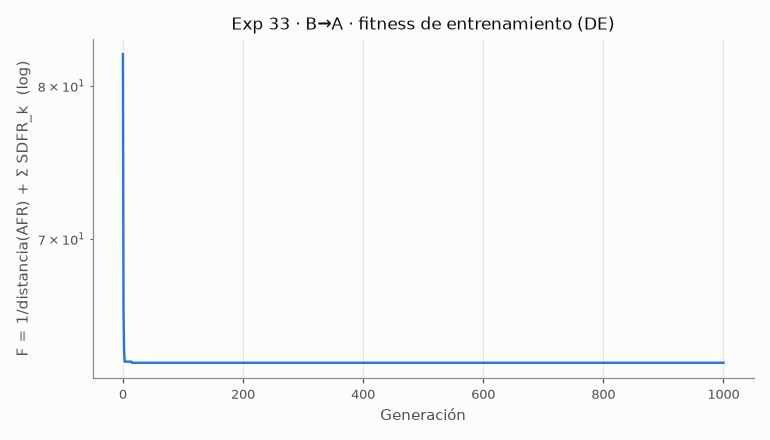 Exp 33 · B→A · fitness de entrenamiento (DE)
F = 1/distancia(AFR) + Σ SDFR_k (log)
8 × 10¹
7 × 10¹
0 200 400 600 800 1000
Generación